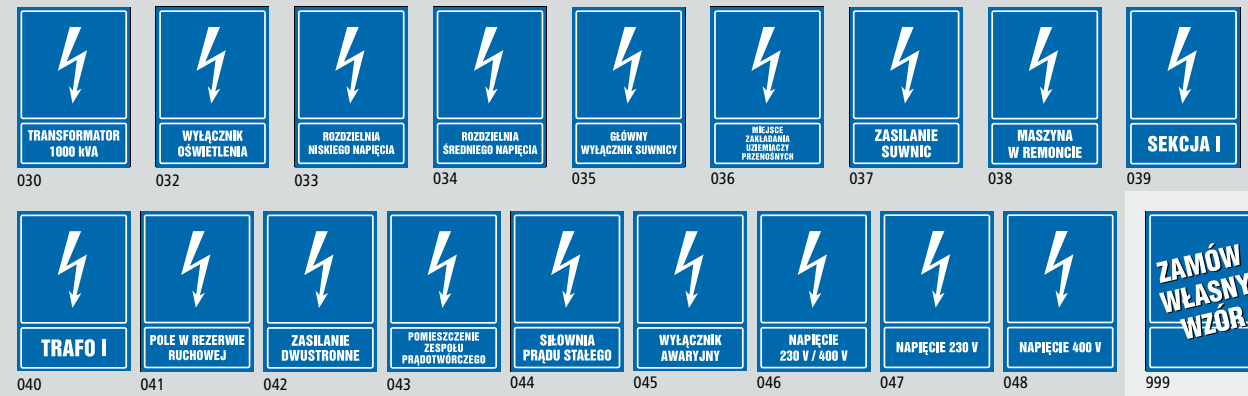 TRANSFORMATOR
1000 kVA
030
WYŁĄCZNIK
OŚWIETLENIA
032
ROZDZIELNIA
NISKIEGO NAPIĘCIA
033
ROZDZIELNIA
ŚREDNIEGO NAPIĘCIA
034
GŁÓWNY
WYŁĄCZNIK SUWNICY
035
MIEJSCE
ZAKŁADANIA
UZIEMIACZY
PRZENOŚNYCH
036
ZASILANIE
SUWNIC
037
MASZYNA
W REMONCIE
038
SEKCJA I
039
TRAFO I
040
POLE W REZERWIE
RUCHOWEJ
041
ZASILANIE
DWUSTRONNE
042
POMIESZCZENIE
ZESPOŁU
PRĄDOTWÓRCZEGO
043
SIŁOWNIA
PRĄDU STAŁEGO
044
WYŁĄCZNIK
AWARYJNY
045
NAPIĘCIE
230 V / 400 V
046
NAPIĘCIE 230 V
047
NAPIĘCIE 400 V
048
ZAMÓW
WŁASNY
WZÓR
999